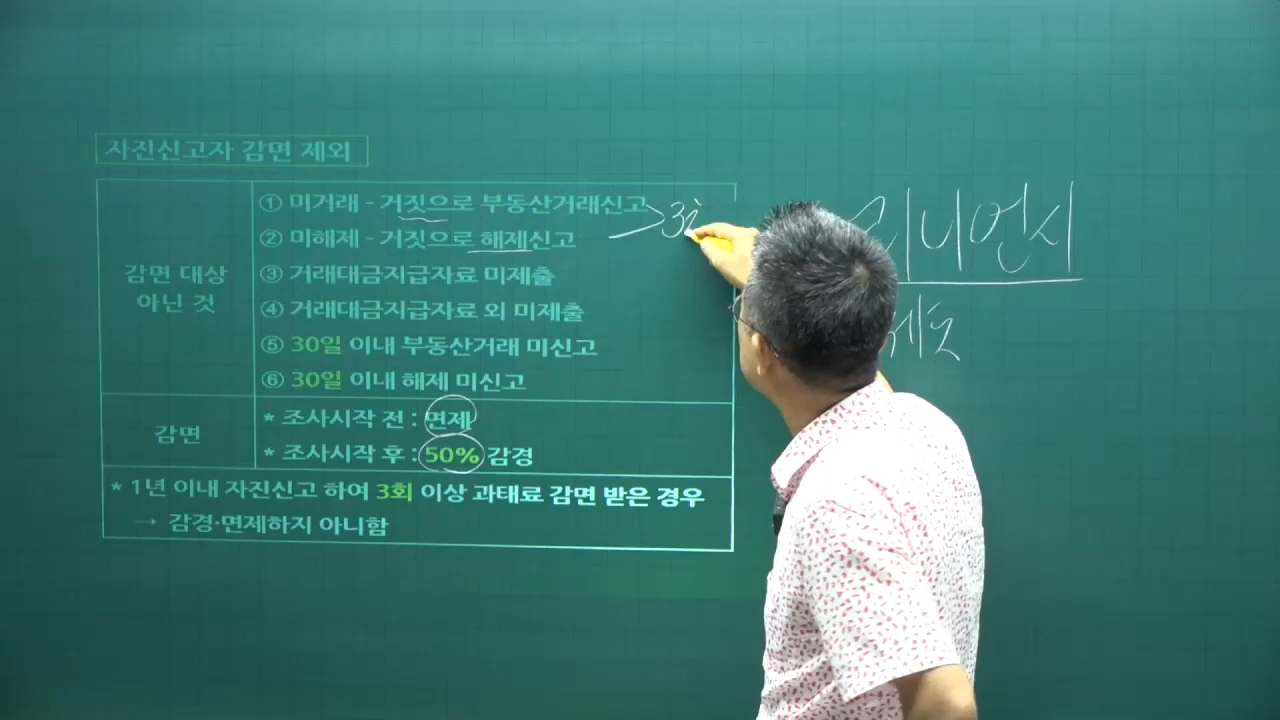 자진신고자 감면 제외
감면 대상
아닌 것
① 미거래 - 거짓으로 부동산거래신고
② 미해제 - 거짓으로 해제신고
③ 거래대금지급자료 미제출
④ 거래대금지급자료 외 미제출
⑤ 30일 이내 부동산거래 미신고
⑥ 30일 이내 해제 미신고
감면
* 조사시작 전 : 면제
* 조사시작 후 : 50% 감경
* 1년 이내 자진신고 하여 3회 이상 과태료 감면 받은 경우
→ 감경·면제하지 아니함
리니언시
제도